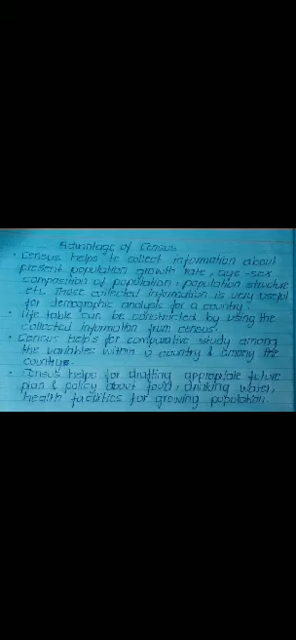 Advantage of Census
• Census helps to collect information about
present population growth rate, age-sex
composition of population, population structure
etc. These collected information is very useful
for demographic analysis for a country.
• Life table can be constructed by using the
collected information from census.
• Census helps for comparative study among
the variables within a country & among the
countrys.
• Census helps for drafting appropriate future
plan & policy about food, drinking water,
health facilities for growing population.